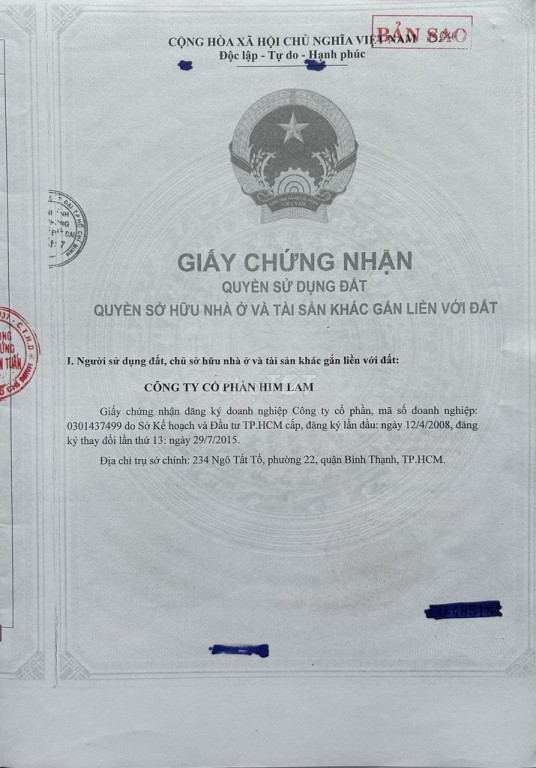 BẢN SAO
CỘNG HÒA XÃ HỘI CHỦ NGHĨA VIỆT NAM
Độc lập - Tự do - Hạnh phúc
VIỆT NAM
GIẤY CHỨNG NHẬN
QUYỀN SỬ DỤNG ĐẤT
QUYỀN SỞ HỮU NHÀ Ở VÀ TÀI SẢN KHÁC GẮN LIỀN VỚI ĐẤT
I. Người sử dụng đất, chủ sở hữu nhà ở và tài sản khác gắn liền với đất:
CÔNG TY CỔ PHẦN HIM LAM
Giấy chứng nhận đăng ký doanh nghiệp Công ty cổ phần, mã số doanh nghiệp:
0301437499 do Sở Kế hoạch và Đầu tư TP.HCM cấp, đăng ký lần đầu: ngày 12/4/2008, đăng
ký thay đổi lần thứ 13: ngày 29/7/2015.
Địa chỉ trụ sở chính: 234 Ngô Tất Tố, phường 22, quận Bình Thạnh, TP.HCM.